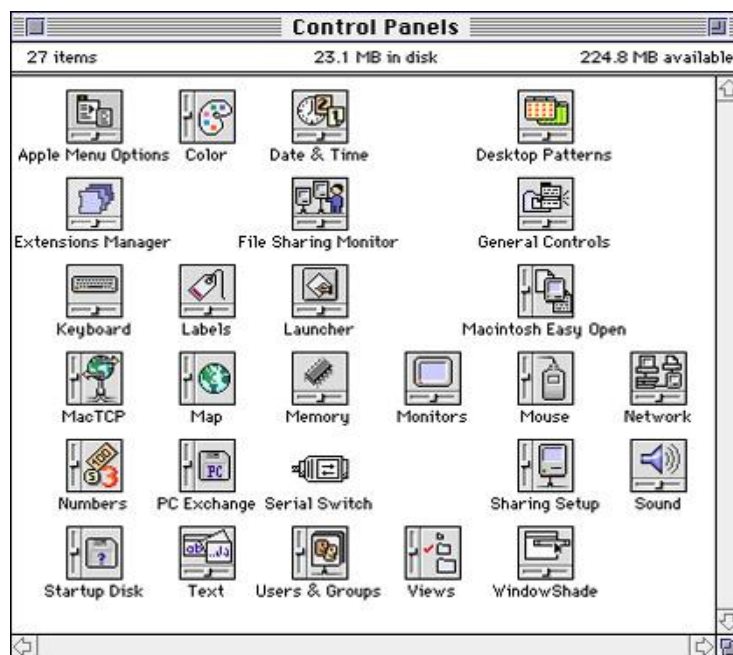 Control Panels
27 items 23.1 MB in disk 224.8 MB available
Apple Menu Options Color Date & Time Desktop Patterns
Extensions Manager File Sharing Monitor General Controls
Keyboard Labels Launcher Macintosh Easy Open
MacTCP Map Memory Monitors Mouse Network
Numbers PC Exchange Serial Switch Sharing Setup Sound
Startup Disk Text Users & Groups Views WindowShade